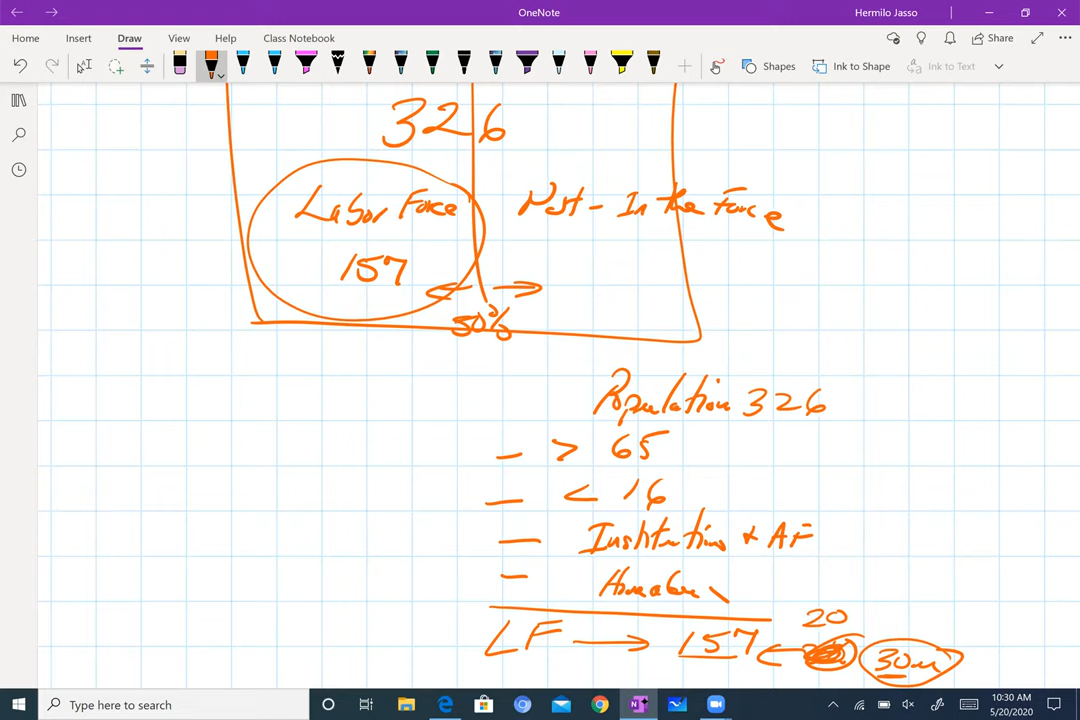 OneNote
Hermilo Jasso
Home Insert Draw View Help Class Notebook Share
Shapes Ink to Shape Ink to Text
326
Labor Force Not - In the Force
157
50%
Population 326
- > 65
- < 16
- Institutions + AF
-
20
LF → 157 ← 30mi
Type here to search
10:30 AM
5/20/2020